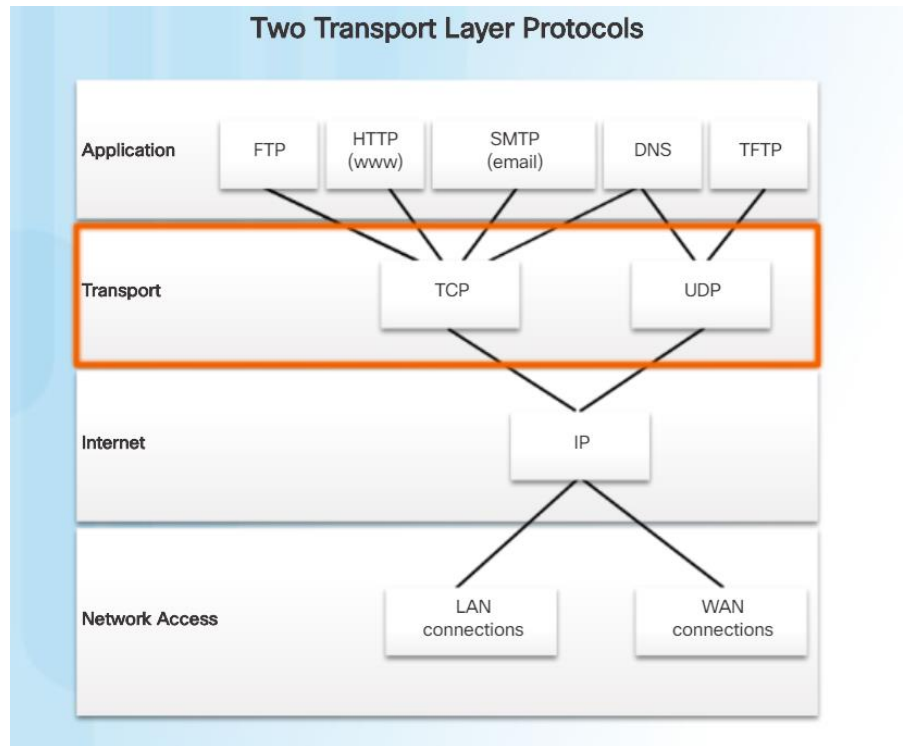 Two Transport Layer Protocols
Application
FTP
HTTP
(www)
SMTP
(email)
DNS
TFTP
Transport
TCP
UDP
Internet
IP
Network Access
LAN
connections
WAN
connections